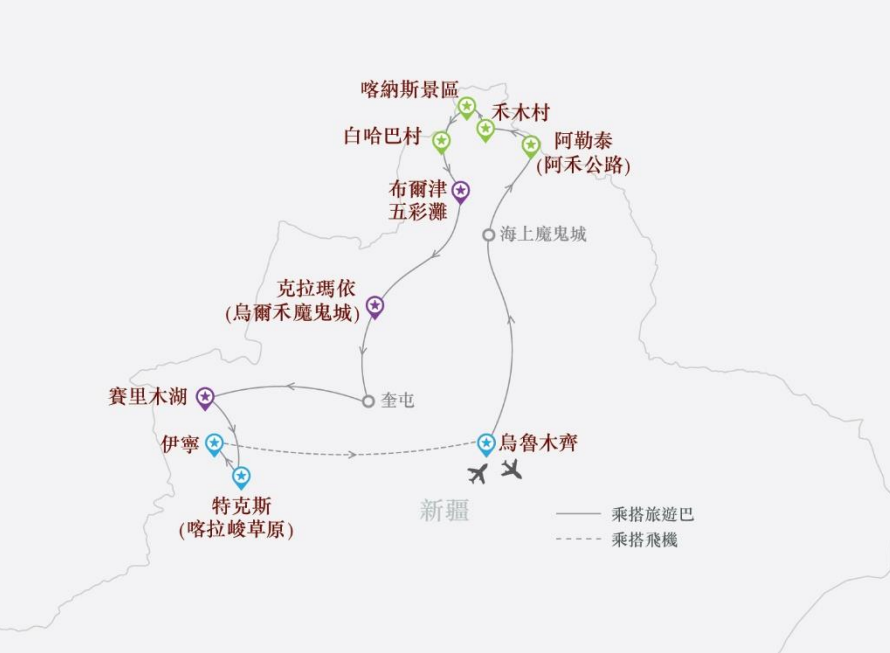 喀納斯景區
禾木村
白哈巴村
阿勒泰
(阿禾公路)
布爾津
五彩灘
海上魔鬼城
克拉瑪依
(烏爾禾魔鬼城)
賽里木湖
奎屯
伊寧
烏魯木齊
特克斯
(喀拉峻草原)
新疆
乘搭旅遊巴
乘搭飛機